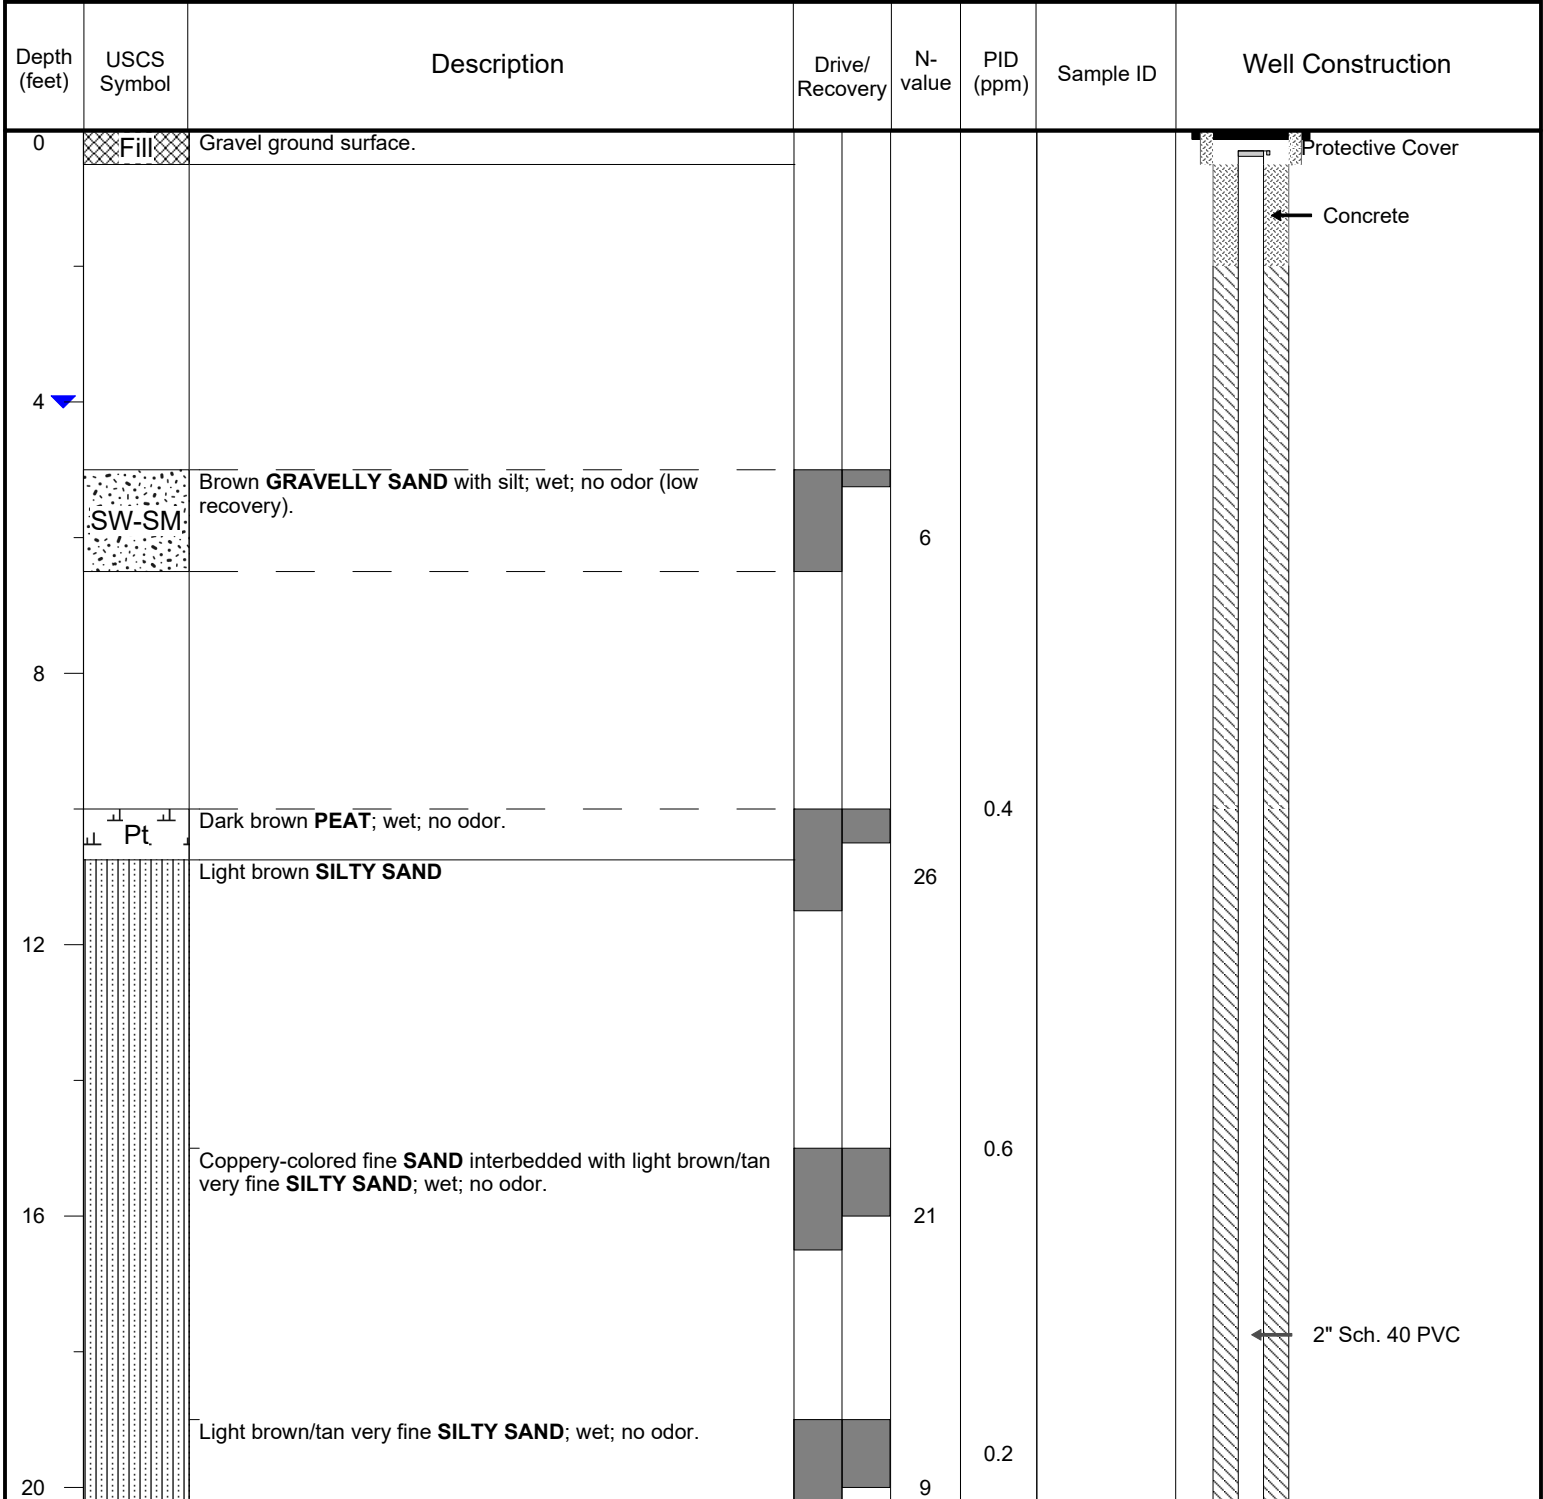 Depth
(feet)
USCS
Symbol
Description
Drive/
Recovery
N-
value
PID
(ppm)
Sample ID
Well Construction
0
Fill
Gravel ground surface.
Protective Cover
Concrete
4
Brown GRAVELLY SAND with silt; wet; no odor (low
recovery).
SW-SM
6
8
0.4
Dark brown PEAT; wet; no odor.
Pt
Light brown SILTY SAND
26
12
0.6
Coppery-colored fine SAND interbedded with light brown/tan
very fine SILTY SAND; wet; no odor.
16
21
2" Sch. 40 PVC
Light brown/tan very fine SILTY SAND; wet; no odor.
0.2
20
9